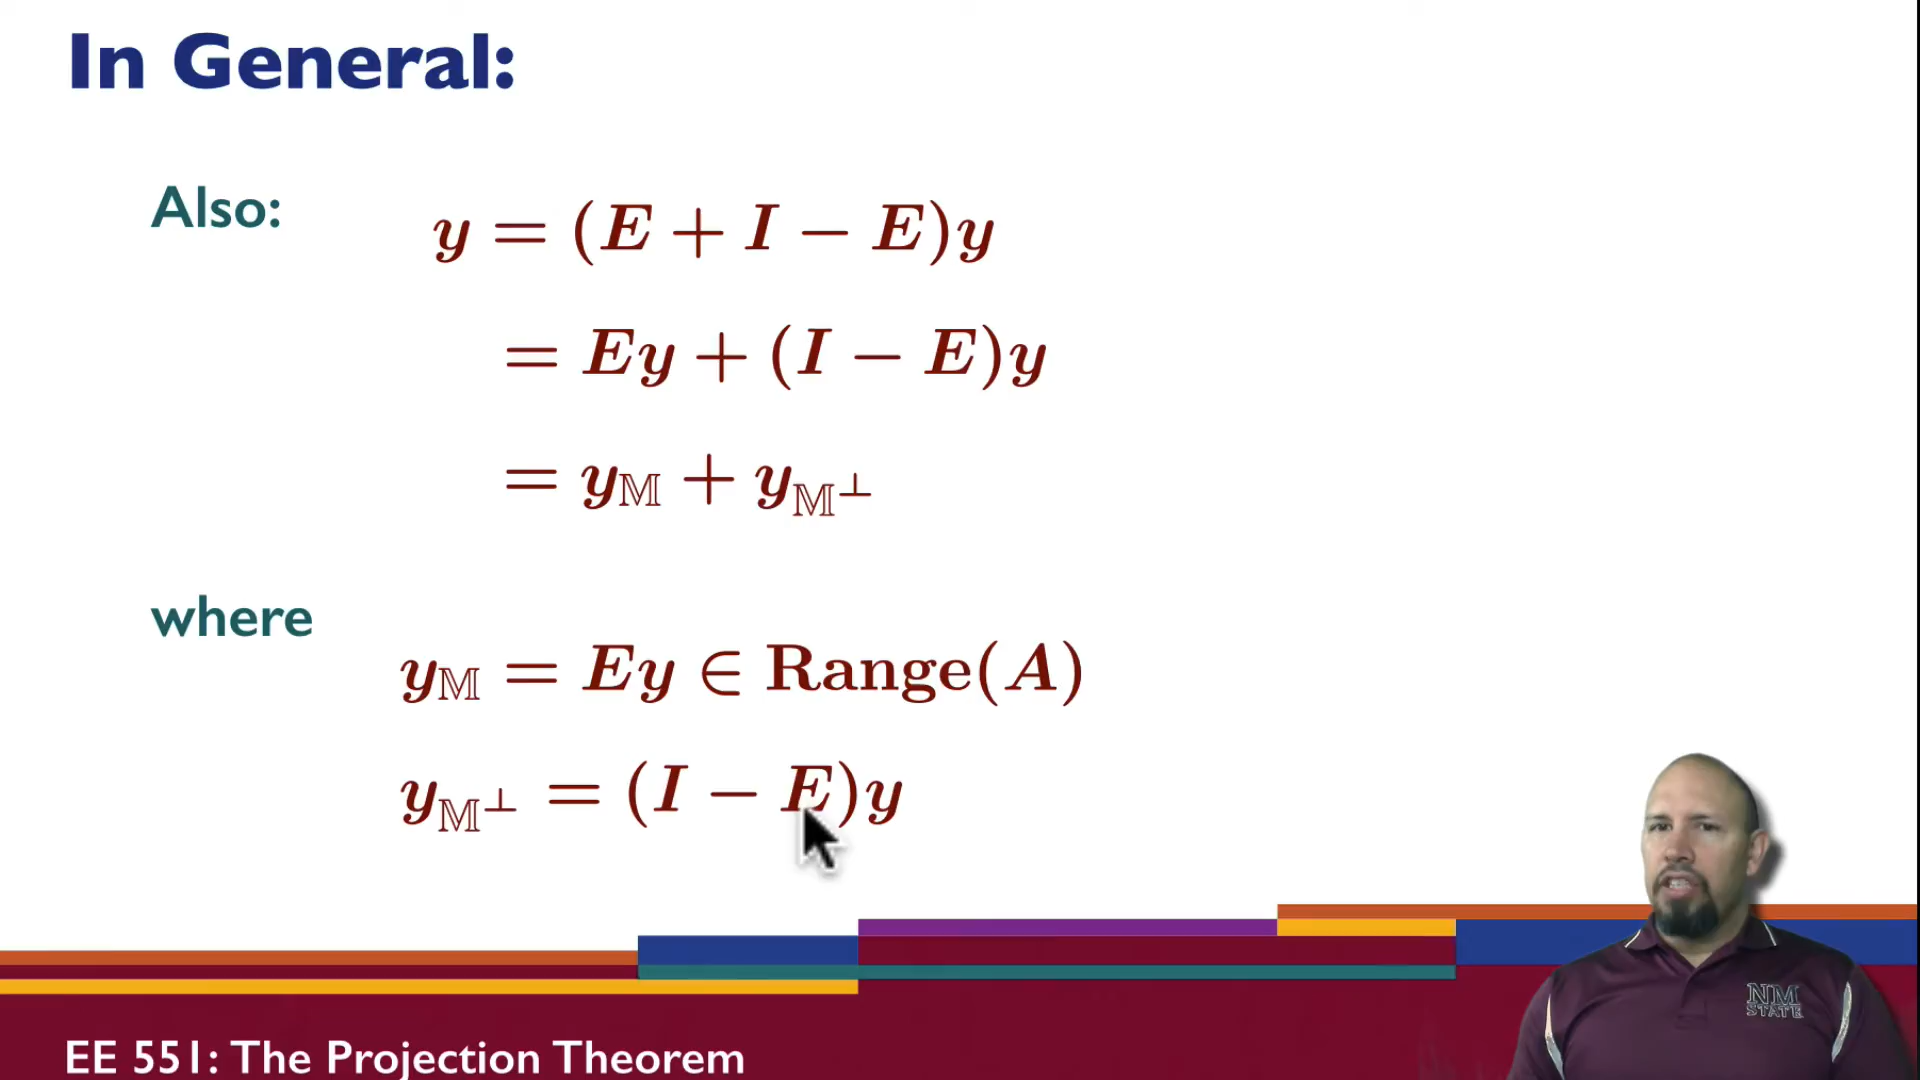 In General:
Also:
y = (E + I − E)y
= Ey + (I − E)y
= y_𝕄 + y_𝕄⊥
where
y_𝕄 = Ey ∈ Range(A)
y_𝕄⊥ = (I − E)y
NM
STATE
EE 551: The Projection Theorem